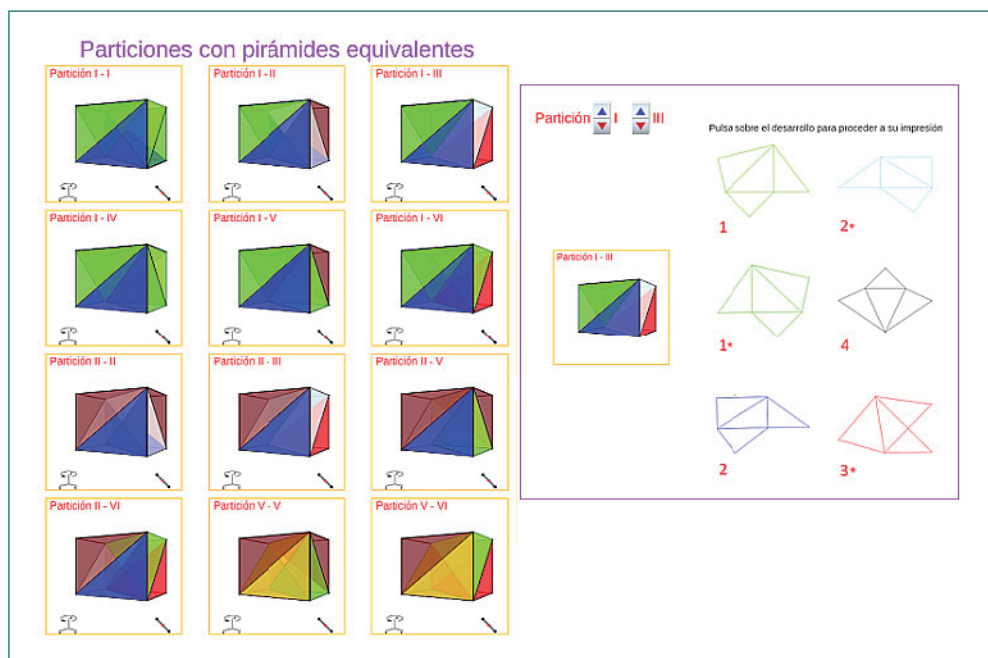 Particiones con pirámides equivalentes
Partición I - I
Partición I - II
Partición I - III
Partición I - IV
Partición I - V
Partición I - VI
Partición II - II
Partición II - III
Partición II - V
Partición II - VI
Partición V - V
Partición V - VI
Partición I III
Pulsa sobre el desarrollo para proceder a su impresión
1
2*
Partición I - III
1*
4
2
3*